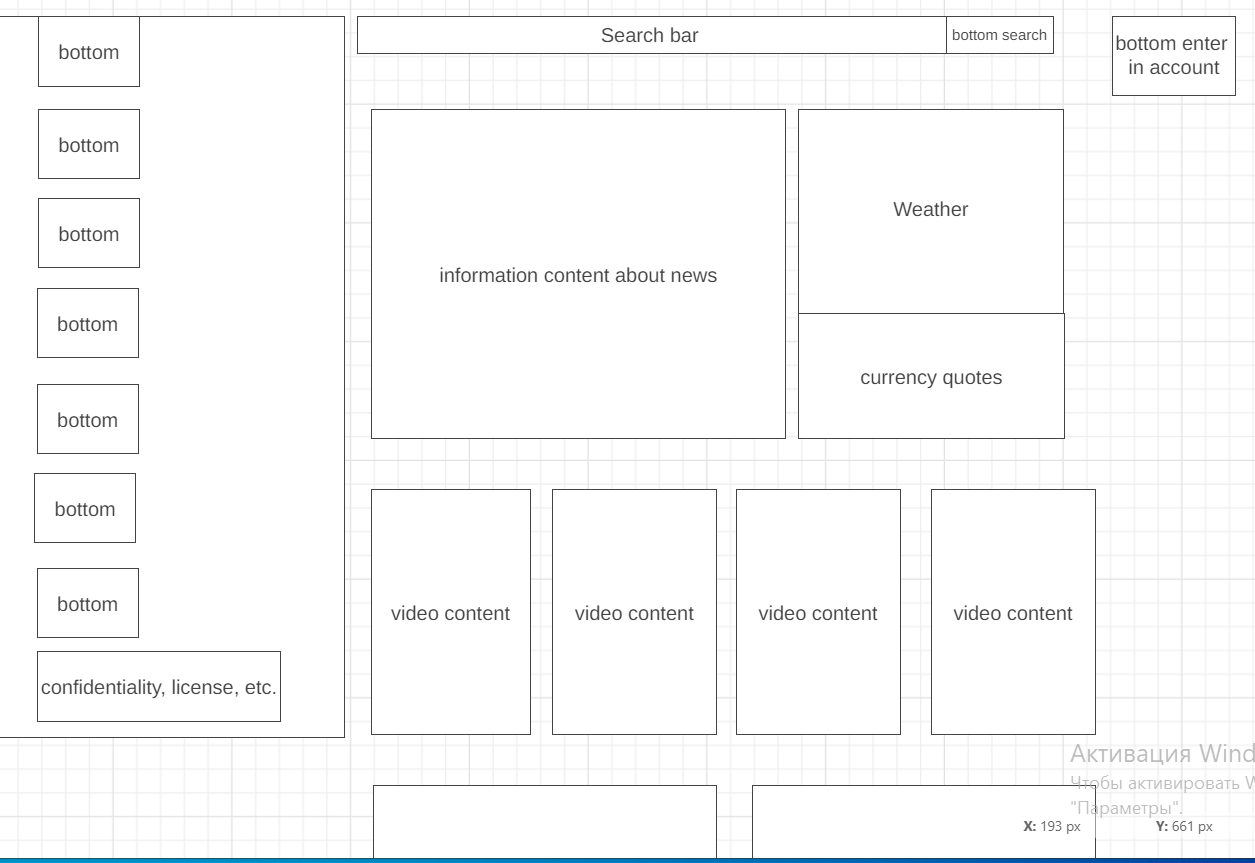 bottom
bottom
bottom
bottom
bottom
bottom
bottom
confidentiality, license, etc.
Search bar
bottom search
bottom enter
in account
information content about news
Weather
currency quotes
video content
video content
video content
video content
Активация Wind
Чтобы активировать W
"Параметры".
X: 193 px
Y: 661 px